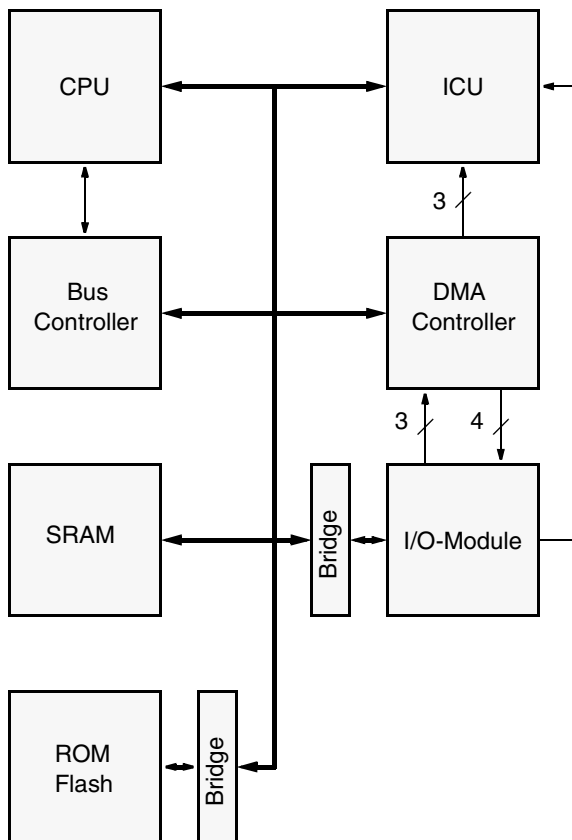 CPU
ICU
3
Bus
Controller
DMA
Controller
3
4
SRAM
Bridge
I/O-Module
ROM
Flash
Bridge